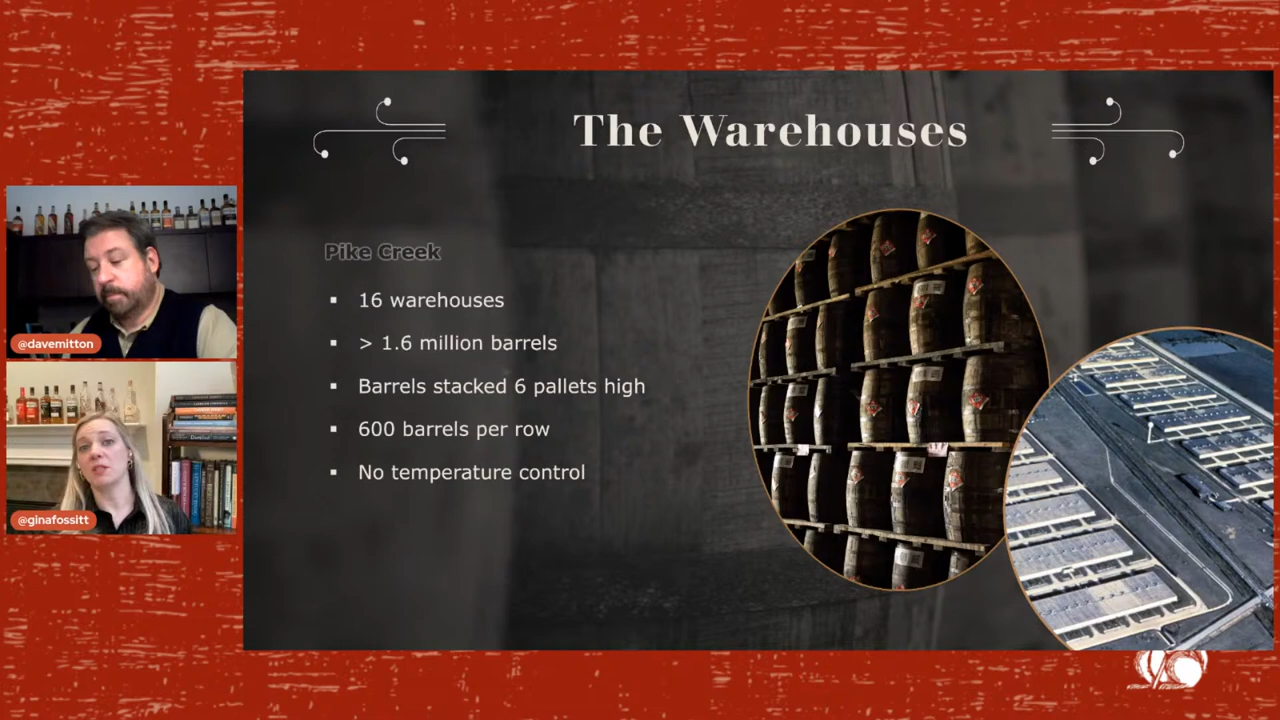 The Warehouses
Pike Creek
▪ 16 warehouses
▪ > 1.6 million barrels
▪ Barrels stacked 6 pallets high
▪ 600 barrels per row
▪ No temperature control
@davemitton
@ginafossitt